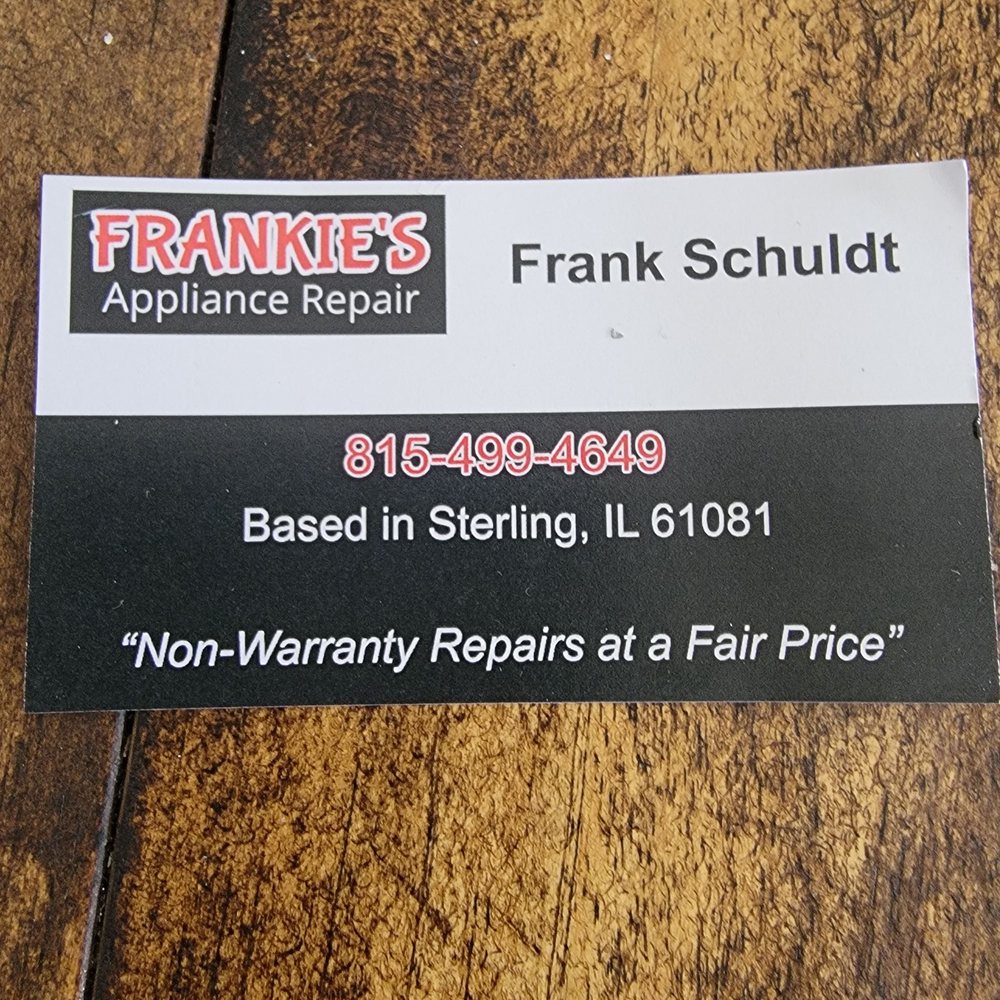 FRANKIE'S
Appliance Repair
Frank Schuldt
815-499-4649
Based in Sterling, IL 61081
“Non-Warranty Repairs at a Fair Price”